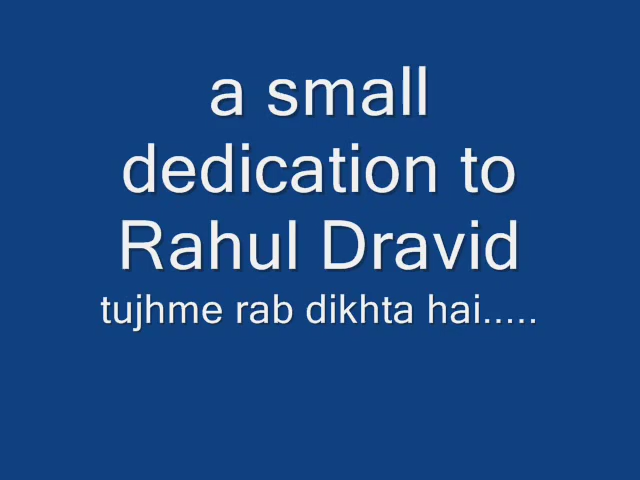 a small
dedication to
Rahul Dravid
tujhme rab dikhta hai.....